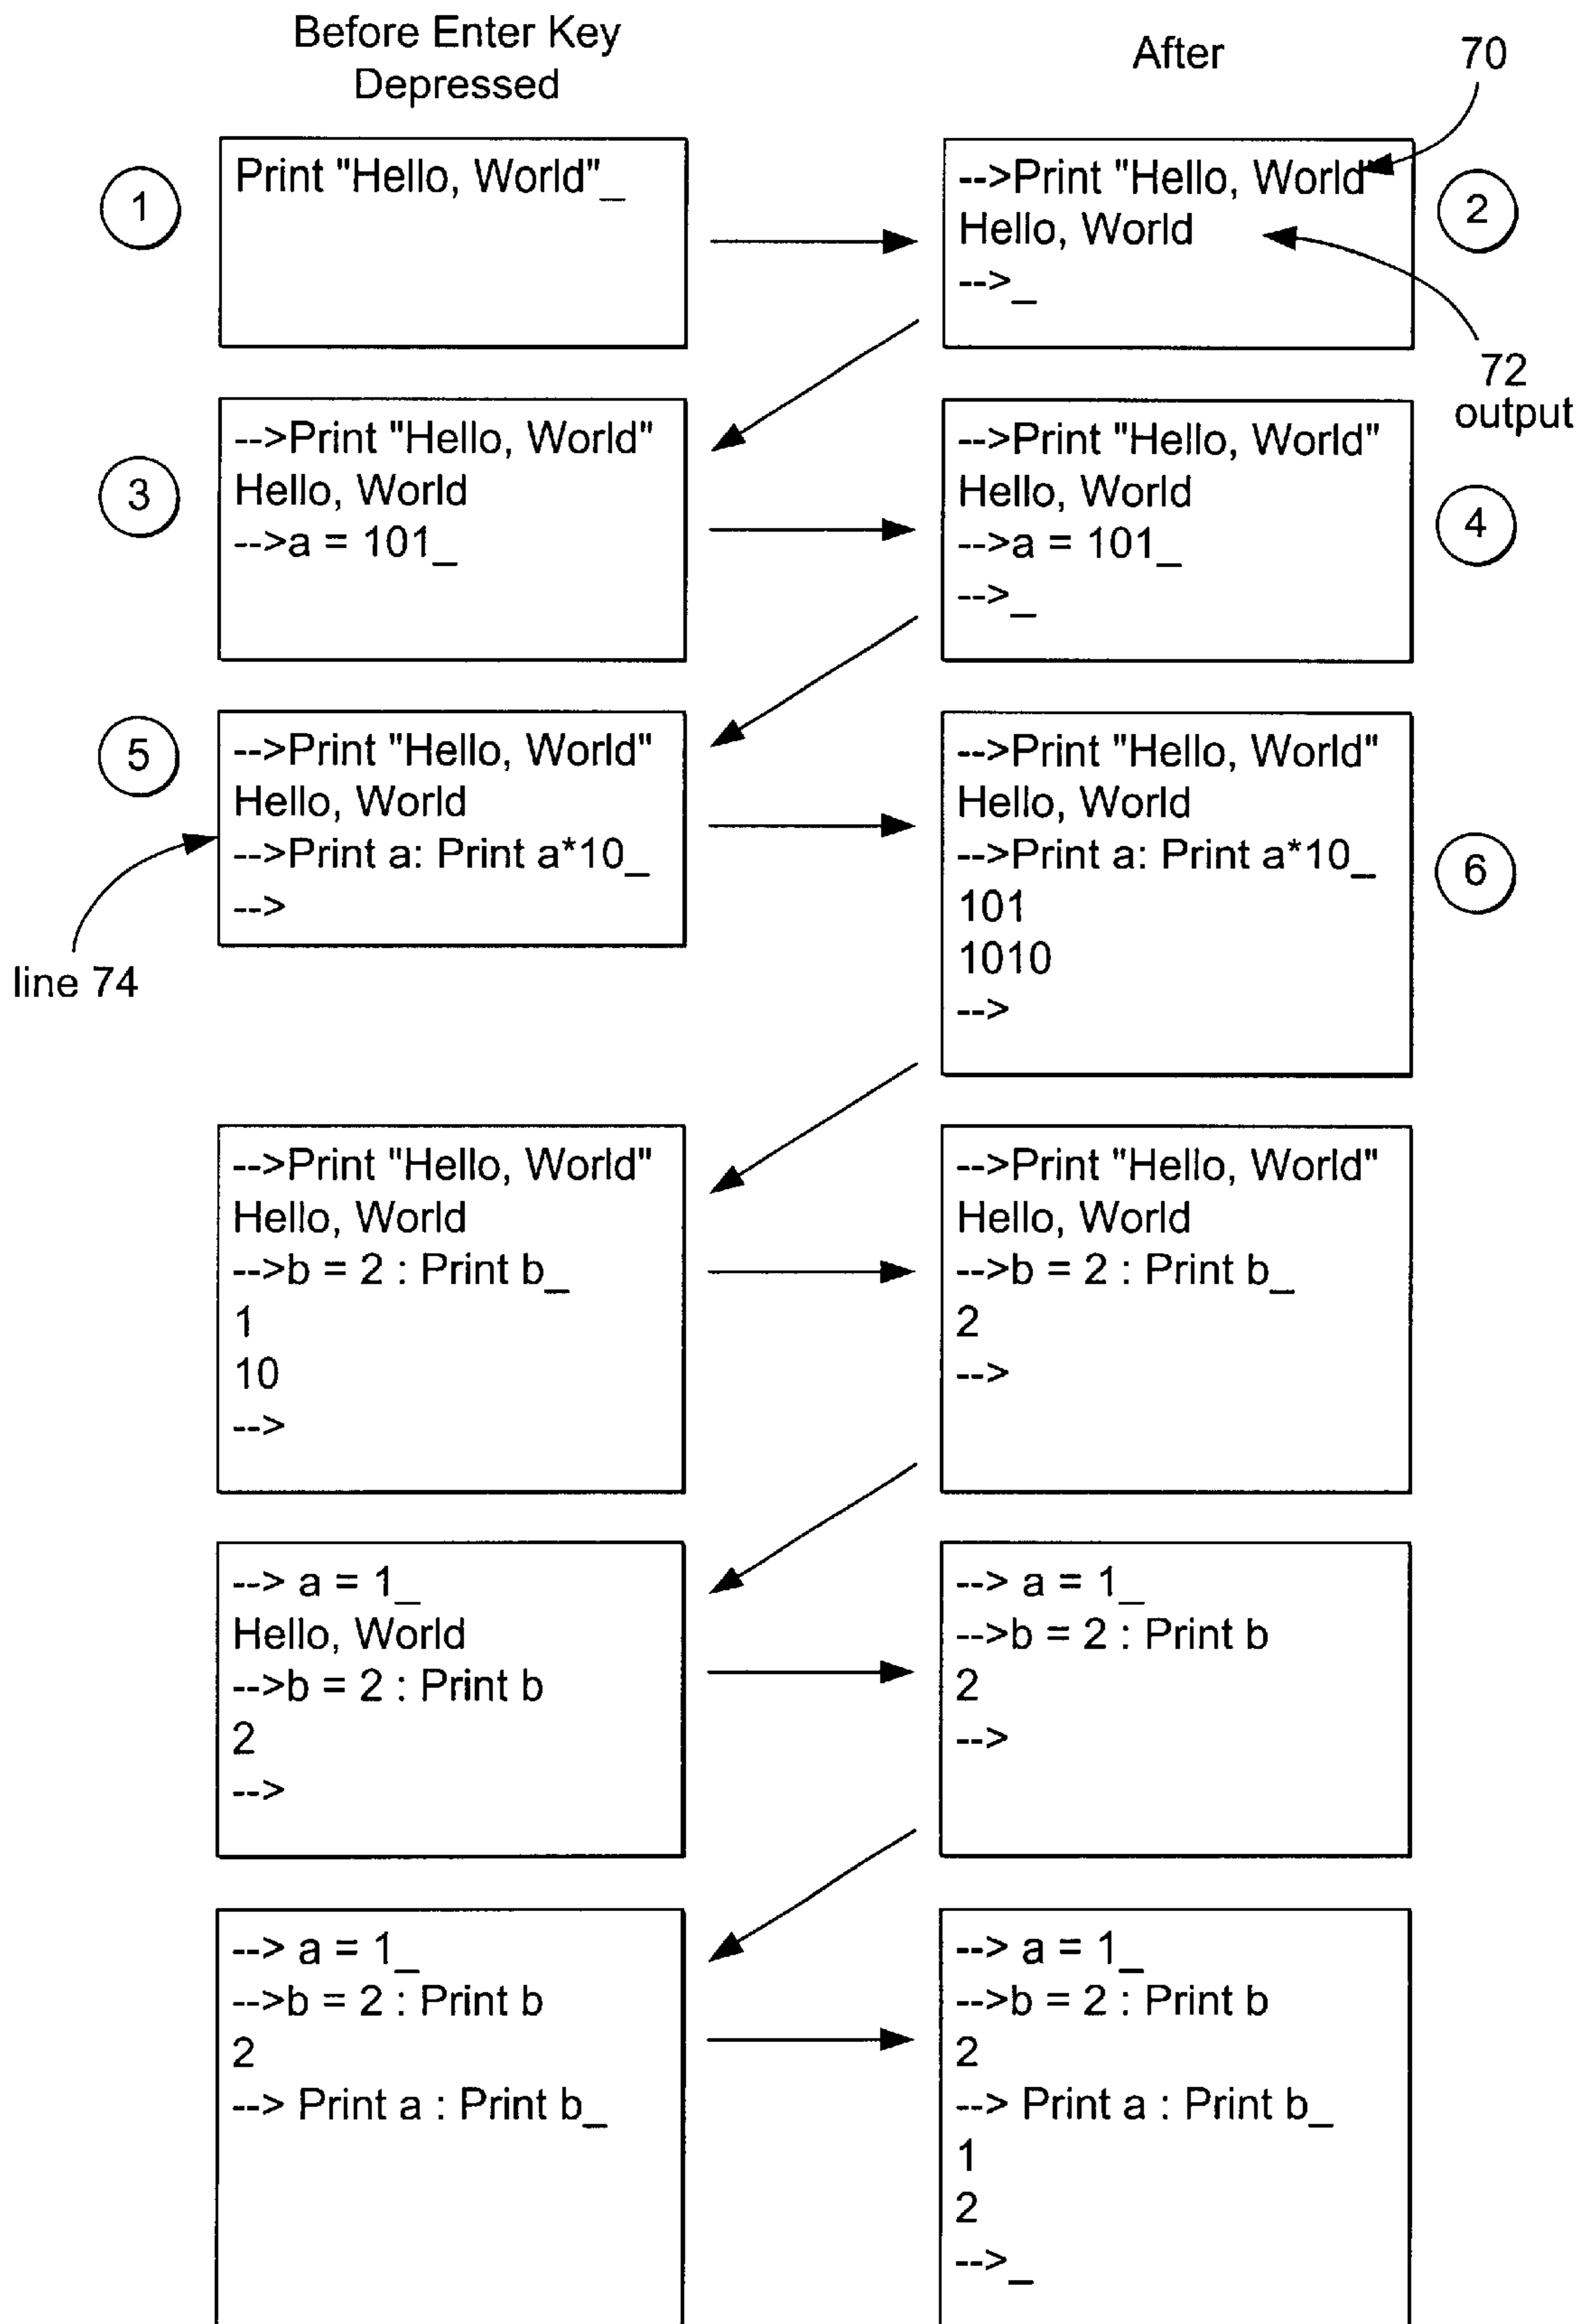 Before Enter Key
Depressed
After
70
1
Print "Hello, World"_
-->Print "Hello, World"
Hello, World
-->_
2
72
output
3
-->Print "Hello, World"
Hello, World
-->a = 101_
-->Print "Hello, World"
Hello, World
-->a = 101_
-->_
4
5
-->Print "Hello, World"
Hello, World
-->Print a: Print a*10_
-->
line 74
-->Print "Hello, World"
Hello, World
-->Print a: Print a*10_
101
1010
-->
6
-->Print "Hello, World"
Hello, World
-->b = 2 : Print b_
1
10
-->
-->Print "Hello, World"
Hello, World
-->b = 2 : Print b_
2
-->
--> a = 1_
Hello, World
-->b = 2 : Print b
2
-->
--> a = 1_
-->b = 2 : Print b
2
-->
--> a = 1_
-->b = 2 : Print b
2
--> Print a : Print b_
--> a = 1_
-->b = 2 : Print b
2
--> Print a : Print b_
1
2
-->_